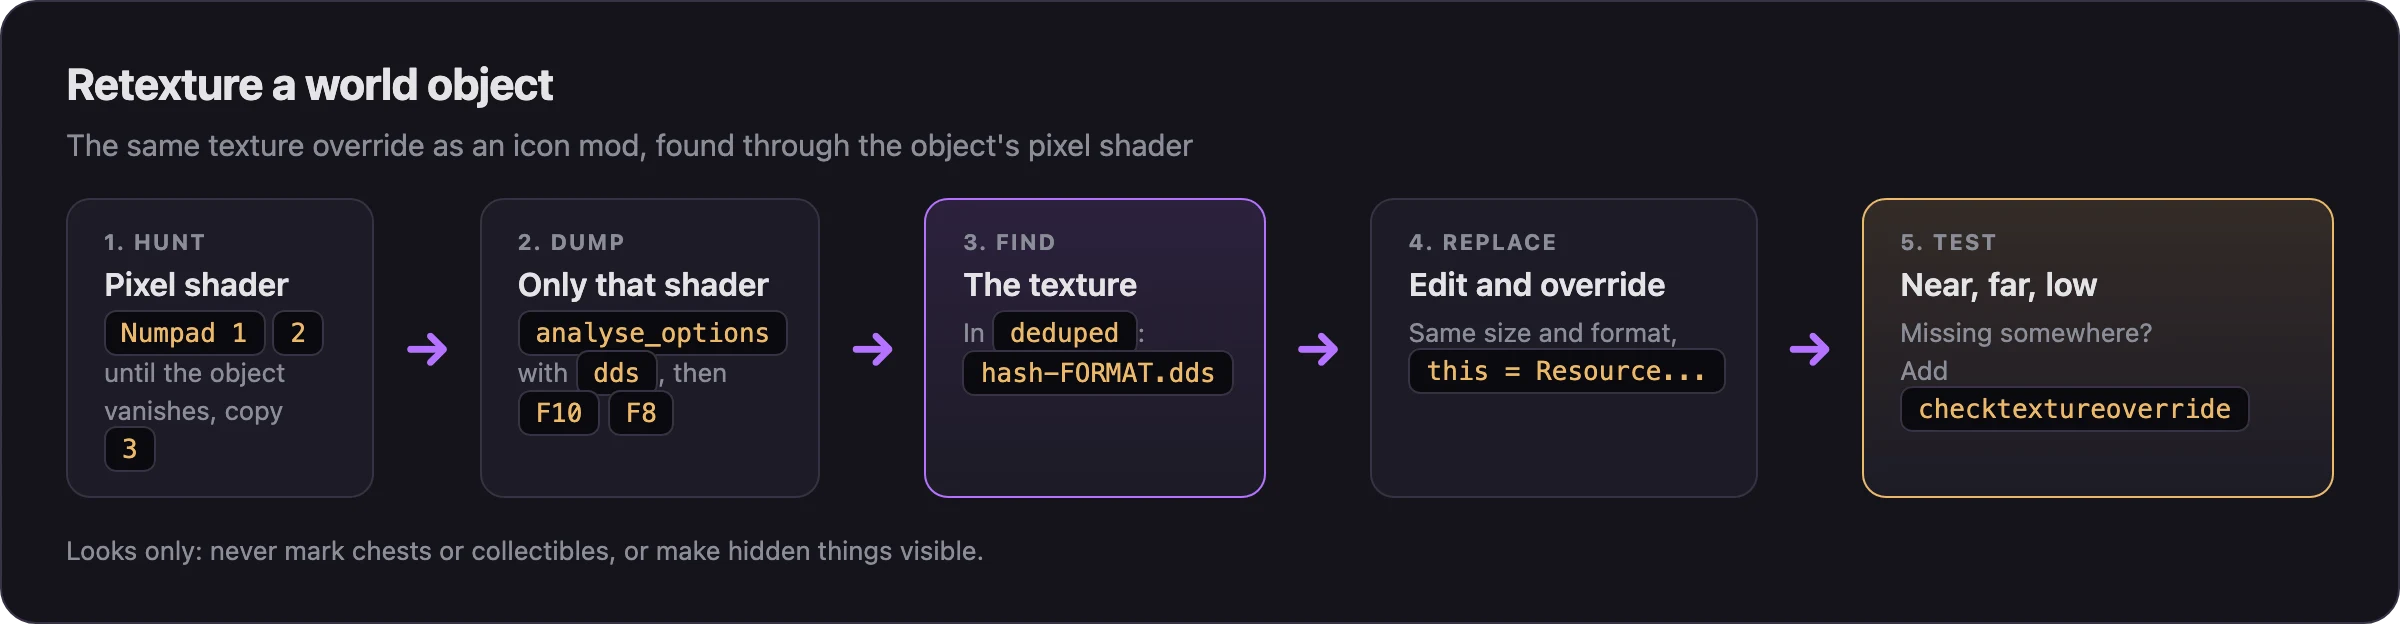 Retexture a world object
The same texture override as an icon mod, found through the object's pixel shader
1. HUNT
Pixel shader
Numpad 1 2
until the object
vanishes, copy
3
2. DUMP
Only that shader
analyse_options
with dds, then
F10 F8
3. FIND
The texture
In deduped:
hash-FORMAT.dds
4. REPLACE
Edit and override
Same size and format,
this = Resource...
5. TEST
Near, far, low
Missing somewhere?
Add
checktextureoverride
Looks only: never mark chests or collectibles, or make hidden things visible.